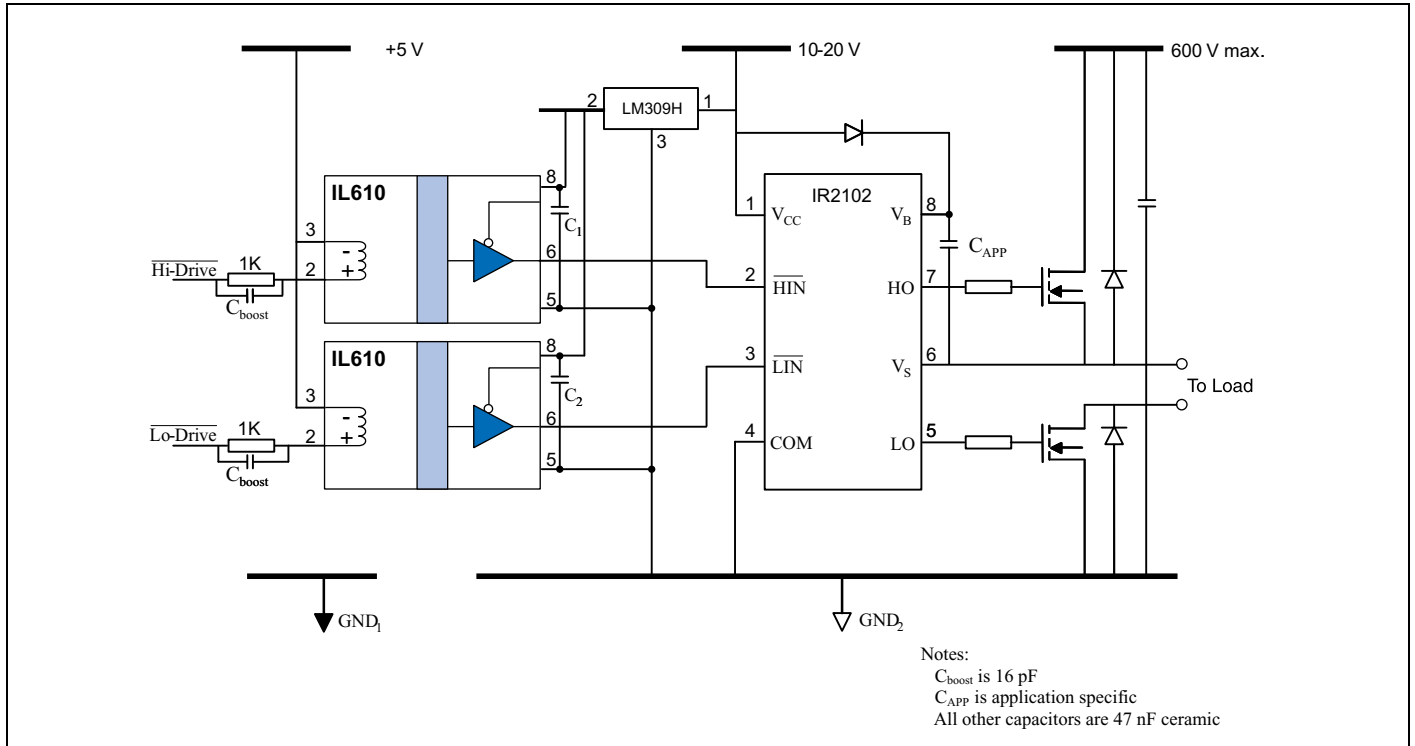 +5 V
10-20 V
600 V max.
2
LM309H
1
3
IL610
8
C1
3
-
2
+
6
5
Hi-Drive
1K
Cboost
IL610
8
C2
3
-
2
+
6
5
Lo-Drive
1K
Cboost
IR2102
1
VCC
VB
8
CAPP
2
HIN
HO
7
3
LIN
VS
6
To Load
4
COM
LO
5
GND1
GND2
Notes:
Cboost is 16 pF
CAPP is application specific
All other capacitors are 47 nF ceramic